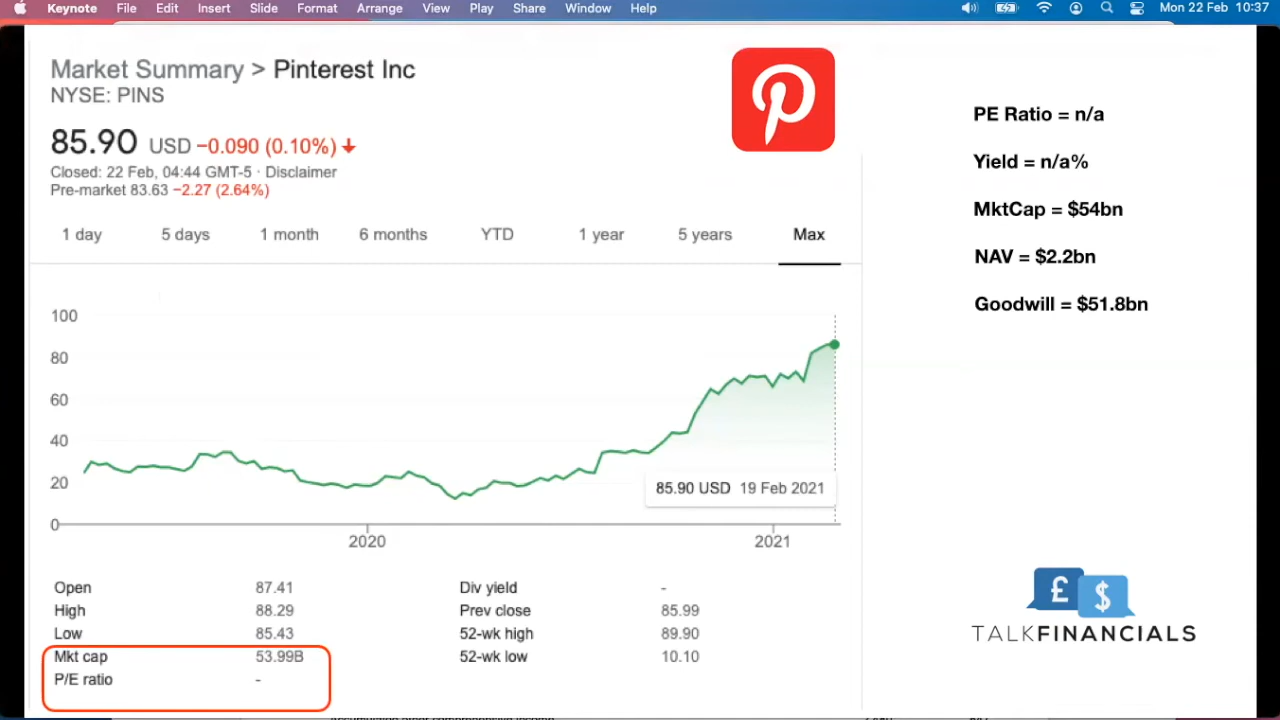 Keynote File Edit Insert Slide Format Arrange View Play Share Window Help Mon 22 Feb 10:37
Market Summary > Pinterest Inc
NYSE: PINS
85.90 USD −0.090 (0.10%) ↓
Closed: 22 Feb, 04:44 GMT-5 · Disclaimer
Pre-market 83.63 −2.27 (2.64%)
1 day 5 days 1 month 6 months YTD 1 year 5 years Max
100
80
60
40
20
0
85.90 USD 19 Feb 2021
2020 2021
Open 87.41 Div yield -
High 88.29 Prev close 85.99
Low 85.43 52-wk high 89.90
Mkt cap 53.99B 52-wk low 10.10
P/E ratio -
PE Ratio = n/a
Yield = n/a%
MktCap = $54bn
NAV = $2.2bn
Goodwill = $51.8bn
£ $
TALKFINANCIALS